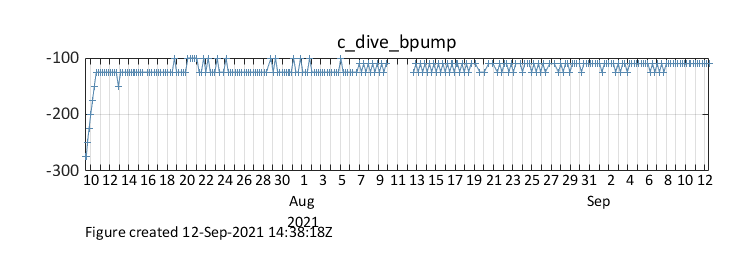 c_dive_bpump
-100
-200
-300
10 12 14 16 18 20 22 24 26 28 30 1 3 5 7 9 11 13 15 17 19 21 23 25 27 29 31 2 4 6 8 10 12
Aug Sep
2021
Figure created 12-Sep-2021 14:38:18Z